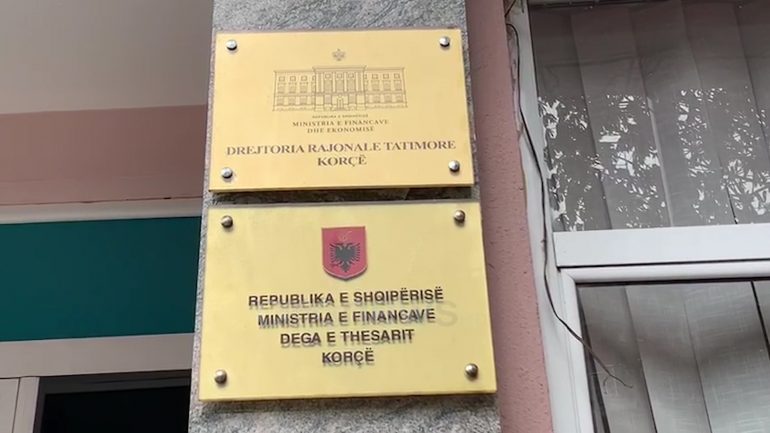 REPUBLIKA E SHQIPËRISË
MINISTRIA E FINANCAVE
DHE EKONOMISË
DREJTORIA RAJONALE TATIMORE
KORÇË
REPUBLIKA E SHQIPËRISË
MINISTRIA E FINANCAVE
DEGA E THESARIT
KORÇË